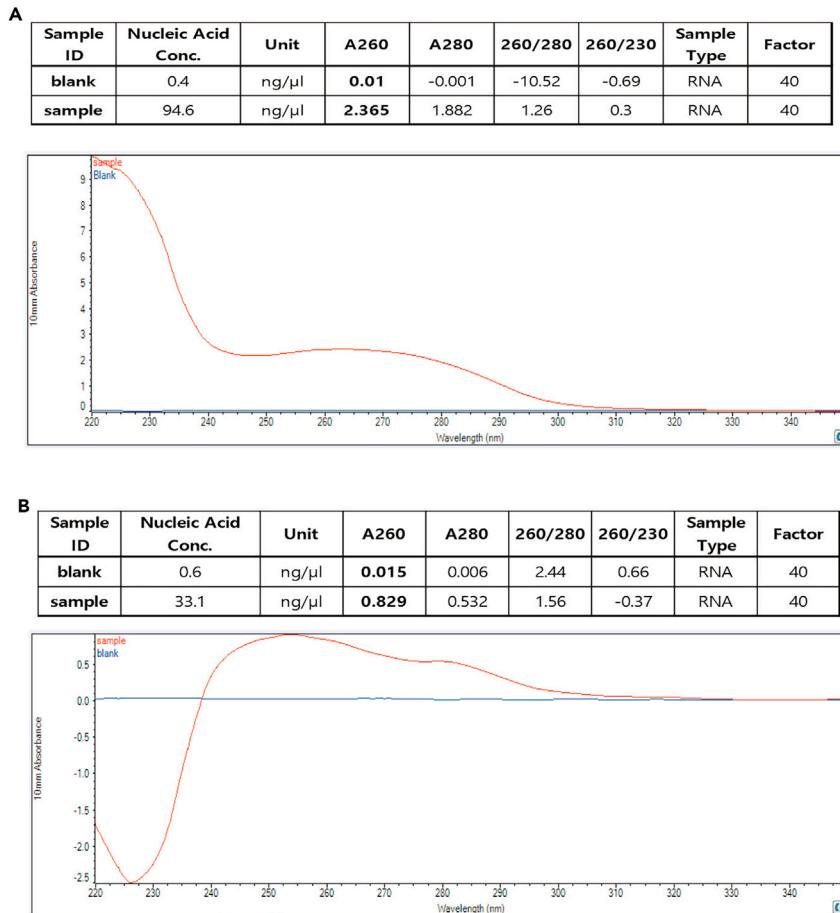 A
Sample ID Nucleic Acid Conc. Unit A260 A280 260/280 260/230 Sample Type Factor
blank 0.4 ng/µl 0.01 -0.001 -10.52 -0.69 RNA 40
sample 94.6 ng/µl 2.365 1.882 1.26 0.3 RNA 40
sample
Blank
10mm Absorbance
9
8
7
6
5
4
3
2
1
0
220 230 240 250 260 270 280 290 300 310 320 330 340
Wavelength (nm)
B
Sample ID Nucleic Acid Conc. Unit A260 A280 260/280 260/230 Sample Type Factor
blank 0.6 ng/µl 0.015 0.006 2.44 0.66 RNA 40
sample 33.1 ng/µl 0.829 0.532 1.56 -0.37 RNA 40
sample
blank
10mm Absorbance
0.5
0.0
-0.5
-1.0
-1.5
-2.0
-2.5
220 230 240 250 260 270 280 290 300 310 320 330 340
Wavelength (nm)